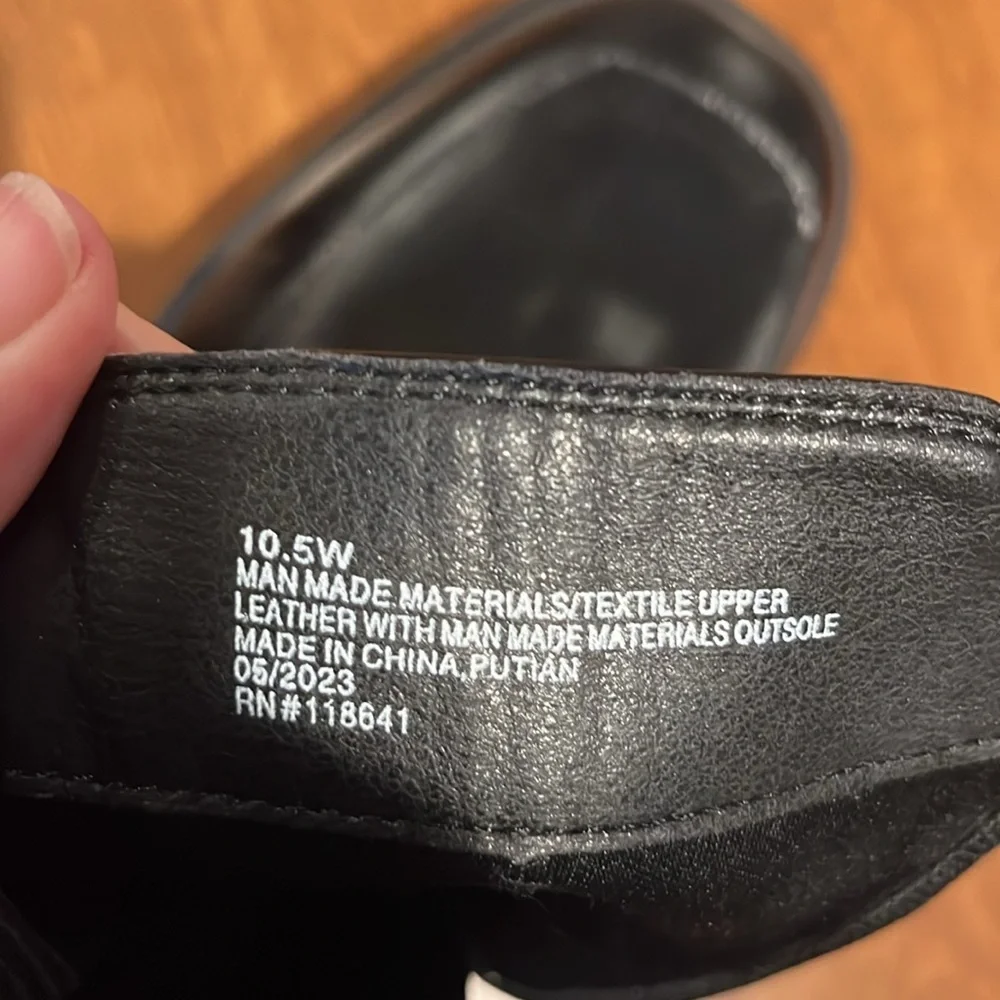 10.5W
MAN MADE MATERIALS/TEXTILE UPPER
LEATHER WITH MAN MADE MATERIALS OUTSOLE
MADE IN CHINA,PUTIAN
05/2023
RN#118641